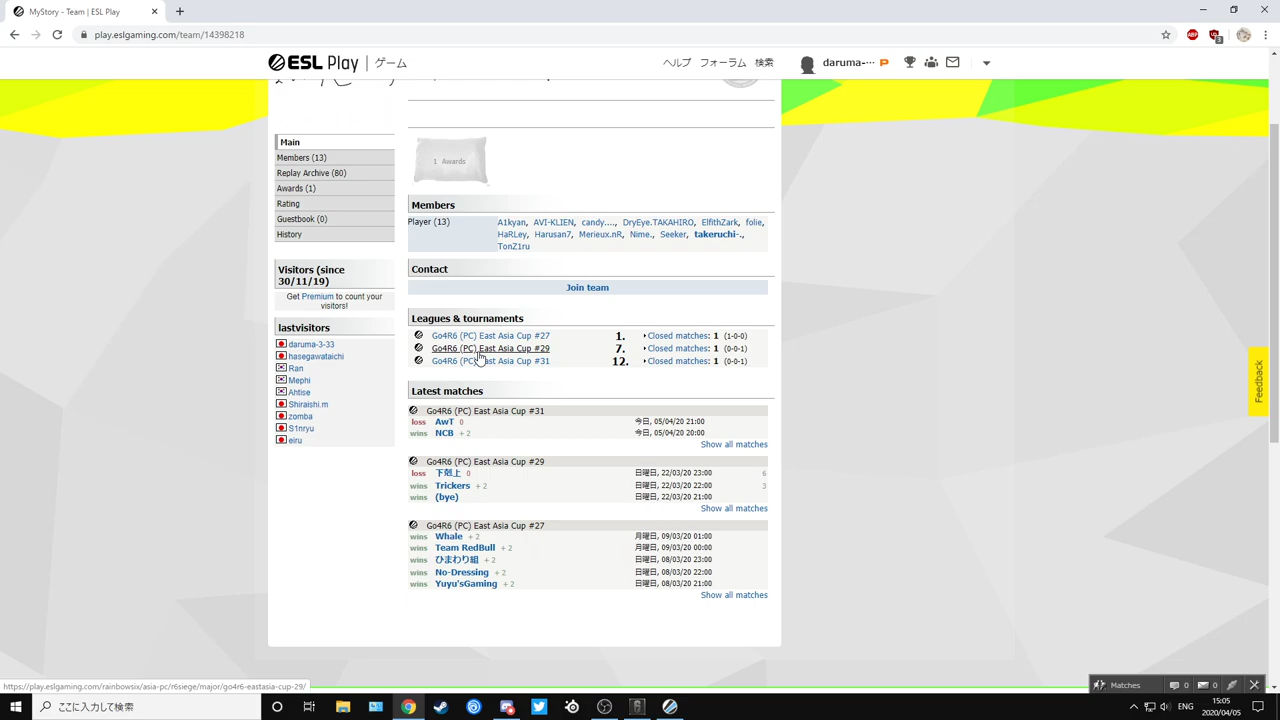 MyStory - Team | ESL Play
play.eslgaming.com/team/14398218
ESL Play | ゲーム
ヘルプ フォーラム 検索
daruma-··· P
1 Awards
Main
Members (13)
Replay Archive (80)
Awards (1)
Rating
Guestbook (0)
History
Visitors (since 30/11/19)
Get Premium to count your visitors!
lastvisitors
daruma-3-33
hasegawataichi
Ran
Mephi
Ahtise
Shiraishi.m
zomba
S1nryu
eiru
Members
Player (13)
A1kyan, AVI-KLIEN, candy...., DryEye.TAKAHIRO, ElfithZark, folie,
HaRLey, Harusan7, Merieux.nR, Nime., Seeker, takeruchi-.,
TonZ1ru
Contact
Join team
Leagues & tournaments
Go4R6 (PC) East Asia Cup #27 1. Closed matches: 1 (1-0-0)
Go4R6 (PC) East Asia Cup #29 7. Closed matches: 1 (0-0-1)
Go4R6 (PC) East Asia Cup #31 12. Closed matches: 1 (0-0-1)
Latest matches
Go4R6 (PC) East Asia Cup #31
loss AwT 0 今日, 05/04/20 21:00
wins NCB + 2 今日, 05/04/20 20:00
Show all matches
Go4R6 (PC) East Asia Cup #29
loss 下剋上 0 日曜日, 22/03/20 23:00 6
wins Trickers + 2 日曜日, 22/03/20 22:00 3
wins (bye) 日曜日, 22/03/20 21:00
Show all matches
Go4R6 (PC) East Asia Cup #27
wins Whale + 2 月曜日, 09/03/20 01:00
wins Team RedBull + 2 月曜日, 09/03/20 00:00
wins ひまわり組 + 2 日曜日, 08/03/20 23:00
wins No-Dressing + 2 日曜日, 08/03/20 22:00
wins Yuyu'sGaming + 2 日曜日, 08/03/20 21:00
Show all matches
Feedback
https://play.eslgaming.com/rainbowsix/asia-pc/r6siege/major/go4r6-eastasia-cup-29/
Matches 0 0
ここに入力して検索
ENG
15:05
2020/04/05